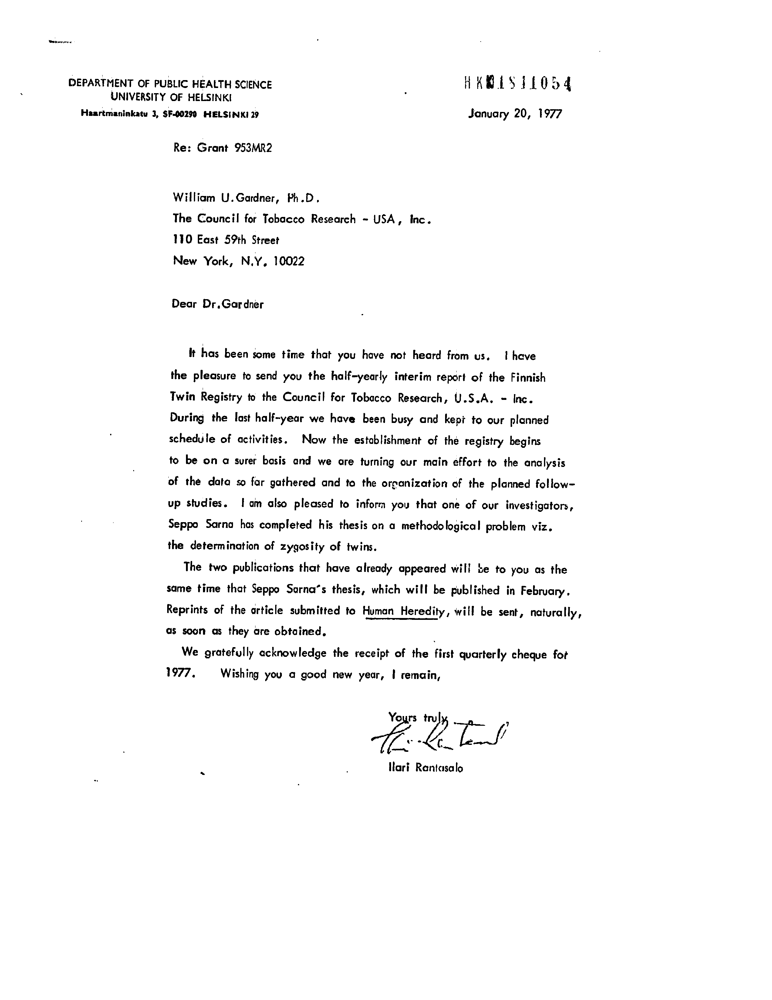 DEPARTMENT OF PUBLIC HEALTH SCIENCE
UNIVERSITY OF HELSINKI
Haartmaninkatu 3, SF-00290 HELSINKI 29
January 20, 1977
Re: Grant 953MR2
William U. Gardner, Ph.D.
The Council for Tobacco Research - USA, Inc.
110 East 59th Street
New York, N.Y. 10022
Dear Dr.Gardner
It has been some time that you have not heard from us. I have
the pleasure to send you the half-yearly interim report of the Finnish
Twin Registry to the Council for Tobacco Research, U.S.A. - Inc.
During the last half-year we have been busy and kept to our planned
schedule of activities. Now the establishment of the registry begins
to be on a surer basis and we are turning our main effort to the analysis
of the data so far gathered and to the organization of the planned follow-
up studies. I am also pleased to inform you that one of our investigators,
Seppo Sarna has completed his thesis on a methodological problem viz.
the determination of zygosity of twins.
The two publications that have already appeared will be to you as the
same time that Seppo Sarna's thesis, which will be published in February.
Reprints of the article submitted to Human Heredity, will be sent, naturally,
as soon as they are obtained.
We gratefully acknowledge the receipt of the first quarterly cheque for
1977. Wishing you a good new year, I remain,
Yours truly
Ilari Rantasalo